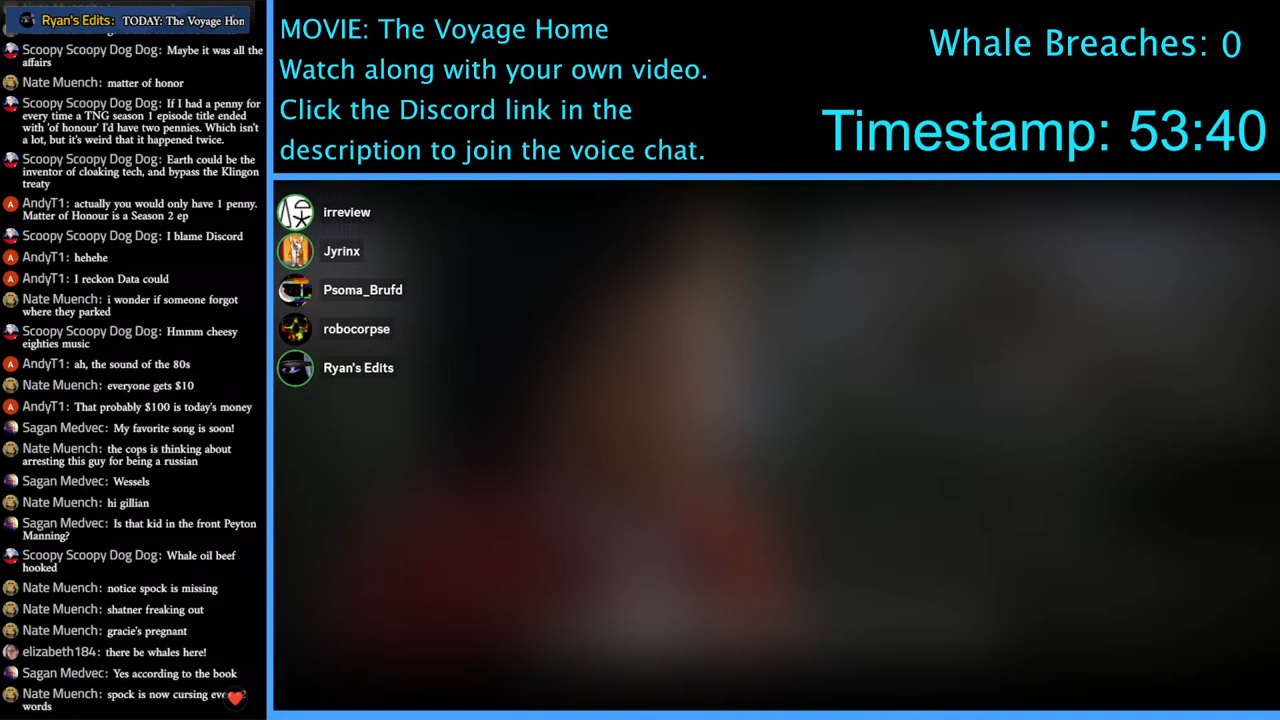 Ryan's Edits: TODAY: The Voyage Hom
Scoopy Scoopy Dog Dog: Maybe it was all the
affairs
Nate Muench: matter of honor
Scoopy Scoopy Dog Dog: If I had a penny for
every time a TNG season 1 episode title ended
with 'of honour' I'd have two pennies. Which isn't
a lot, but it's weird that it happened twice.
Scoopy Scoopy Dog Dog: Earth could be the
inventor of cloaking tech, and bypass the Klingon
treaty
A AndyT1: actually you would only have 1 penny.
Matter of Honour is a Season 2 ep
Scoopy Scoopy Dog Dog: I blame Discord
A AndyT1: hehehe
A AndyT1: I reckon Data could
Nate Muench: i wonder if someone forgot
where they parked
Scoopy Scoopy Dog Dog: Hmmm cheesy
eighties music
A AndyT1: ah, the sound of the 80s
Nate Muench: everyone gets $10
A AndyT1: That probably $100 is today's money
Sagan Medvec: My favorite song is soon!
Nate Muench: the cops is thinking about
arresting this guy for being a russian
Sagan Medvec: Wessels
Nate Muench: hi gillian
Sagan Medvec: Is that kid in the front Peyton
Manning?
Scoopy Scoopy Dog Dog: Whale oil beef
hooked
Nate Muench: notice spock is missing
Nate Muench: shatner freaking out
Nate Muench: gracie's pregnant
elizabeth184: there be whales here!
Sagan Medvec: Yes according to the book
Nate Muench: spock is now cursing
words
MOVIE: The Voyage Home
Watch along with your own video.
Click the Discord link in the
description to join the voice chat.
Whale Breaches: 0
Timestamp: 53:40
irreview
Jyrinx
Psoma_Brufd
robocorpse
Ryan's Edits